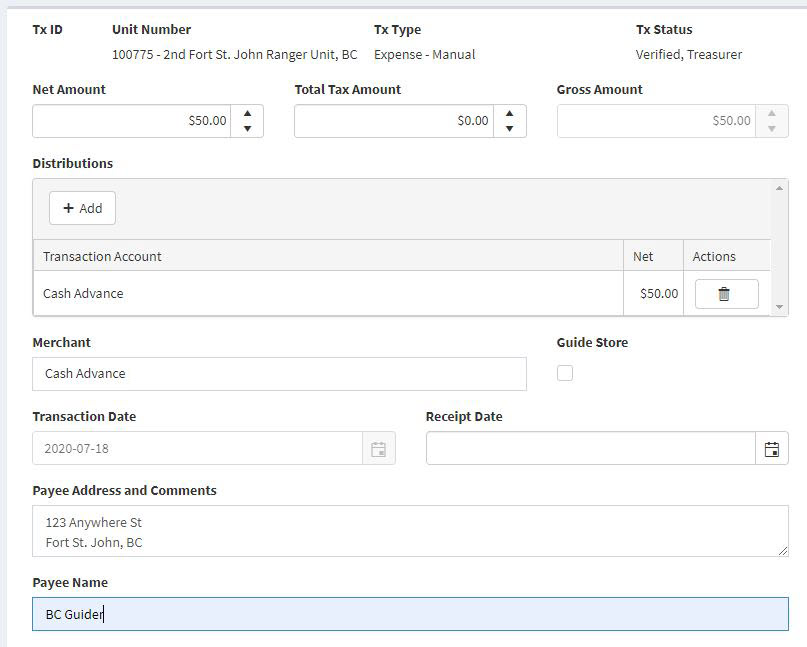 Tx ID Unit Number Tx Type Tx Status
100775 - 2nd Fort St. John Ranger Unit, BC Expense - Manual Verified, Treasurer
Net Amount Total Tax Amount Gross Amount
$50.00 $0.00 $50.00
Distributions
+ Add
Transaction Account Net Actions
Cash Advance $50.00
Merchant Guide Store
Cash Advance
Transaction Date Receipt Date
2020-07-18
Payee Address and Comments
123 Anywhere St
Fort St. John, BC
Payee Name
BC Guider